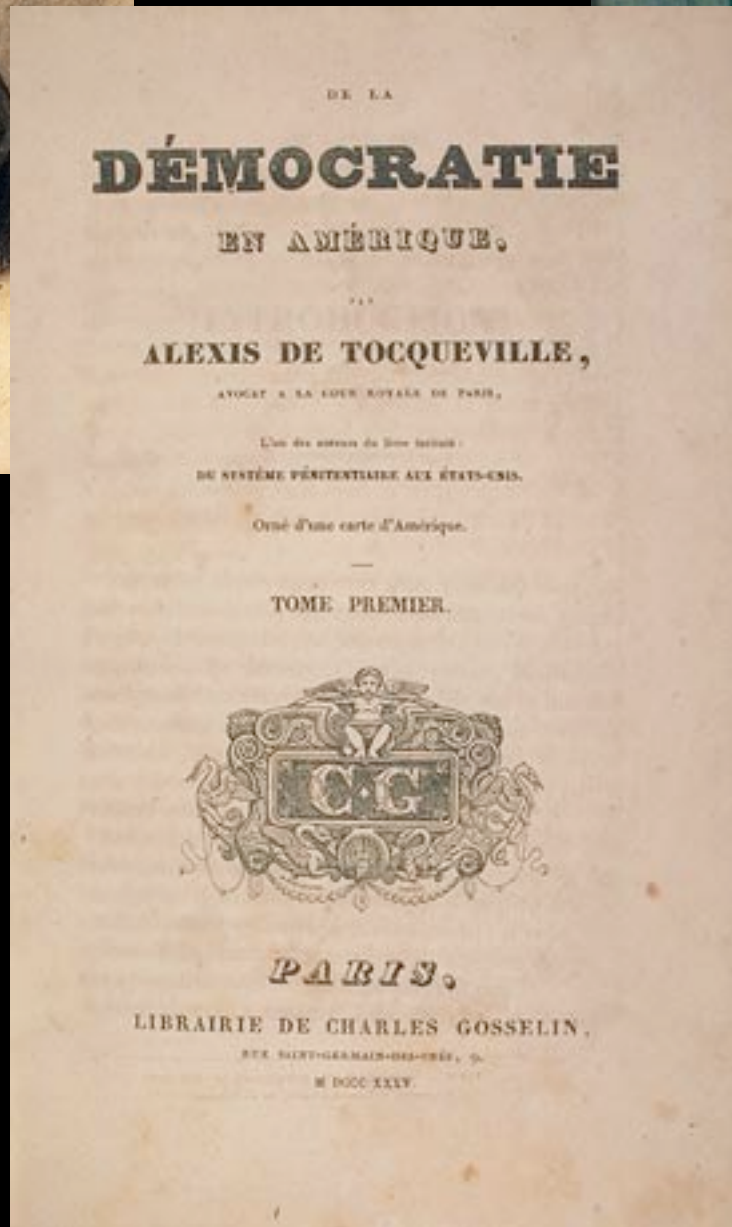 DE LA
DÉMOCRATIE
EN AMÉRIQUE,
PAR
ALEXIS DE TOCQUEVILLE,
AVOCAT A LA COUR ROYALE DE PARIS,
L'un des auteurs du livre intitulé :
DU SYSTÈME PÉNITENTIAIRE AUX ÉTATS-UNIS.
Orné d'une carte d'Amérique.
TOME PREMIER.
C·G
PARIS,
LIBRAIRIE DE CHARLES GOSSELIN,
RUE SAINT-GERMAIN-DES-PRÉS, 9.
M DCCC XXXV